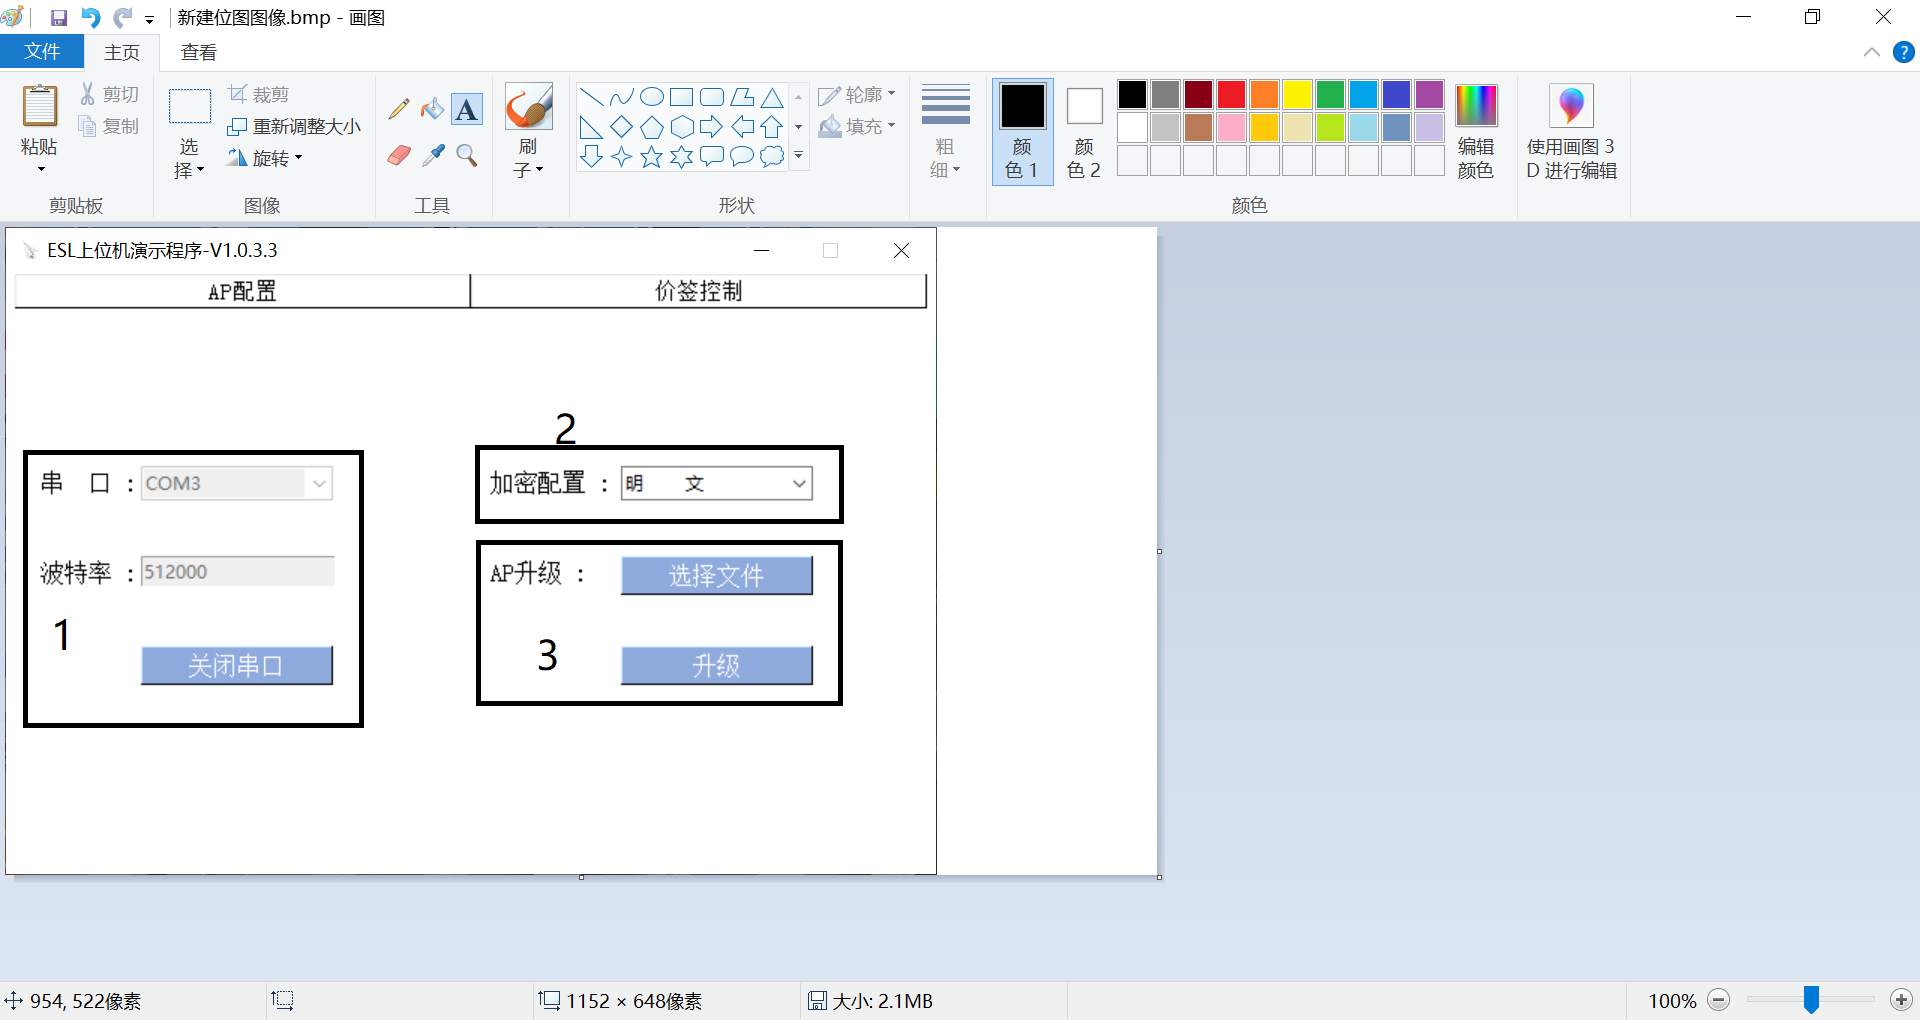 新建位图图像.bmp - 画图
文件 主页 查看
粘贴
剪切
复制
剪贴板
选择
裁剪
重新调整大小
旋转
图像
A
工具
刷子
轮廓
填充
形状
粗细
颜色 1
颜色 2
编辑颜色
颜色
使用画图 3
D 进行编辑
ESL上位机演示程序-V1.0.3.3
AP配置 价签控制
2
串 口 : COM3
加密配置 : 明 文
波特率 : 512000
AP升级 : 选择文件
1
3
关闭串口
升级
954, 522像素
1152 × 648像素
大小: 2.1MB
100%